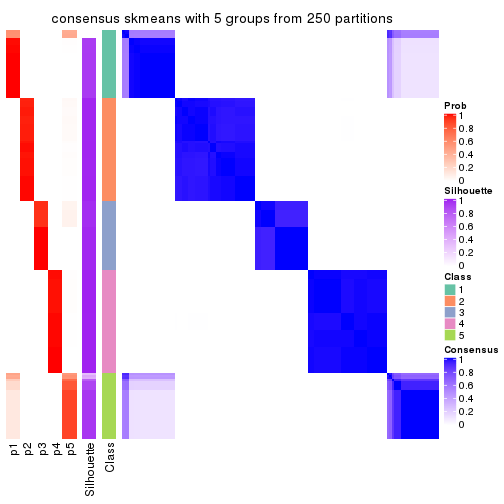 consensus skmeans with 5 groups from 250 partitions
Prob
1
0.8
0.6
0.4
0.2
0
Silhouette
1
0.8
0.6
0.4
0.2
0
Class
1
2
3
4
5
Consensus
1
0.8
0.6
0.4
0.2
0
p1
p2
p3
p4
p5
Silhouette
Class